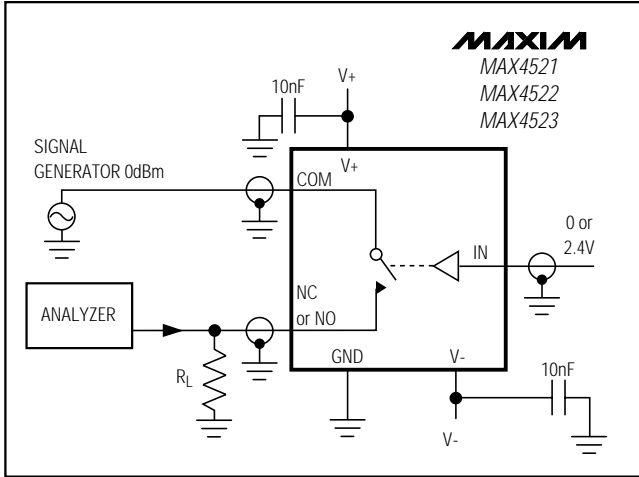 MAXIM
MAX4521
MAX4522
MAX4523
V+
10nF
SIGNAL
GENERATOR 0dBm
V+
COM
0 or
2.4V
IN
NC
or NO
ANALYZER
GND
V-
10nF
RL
V-